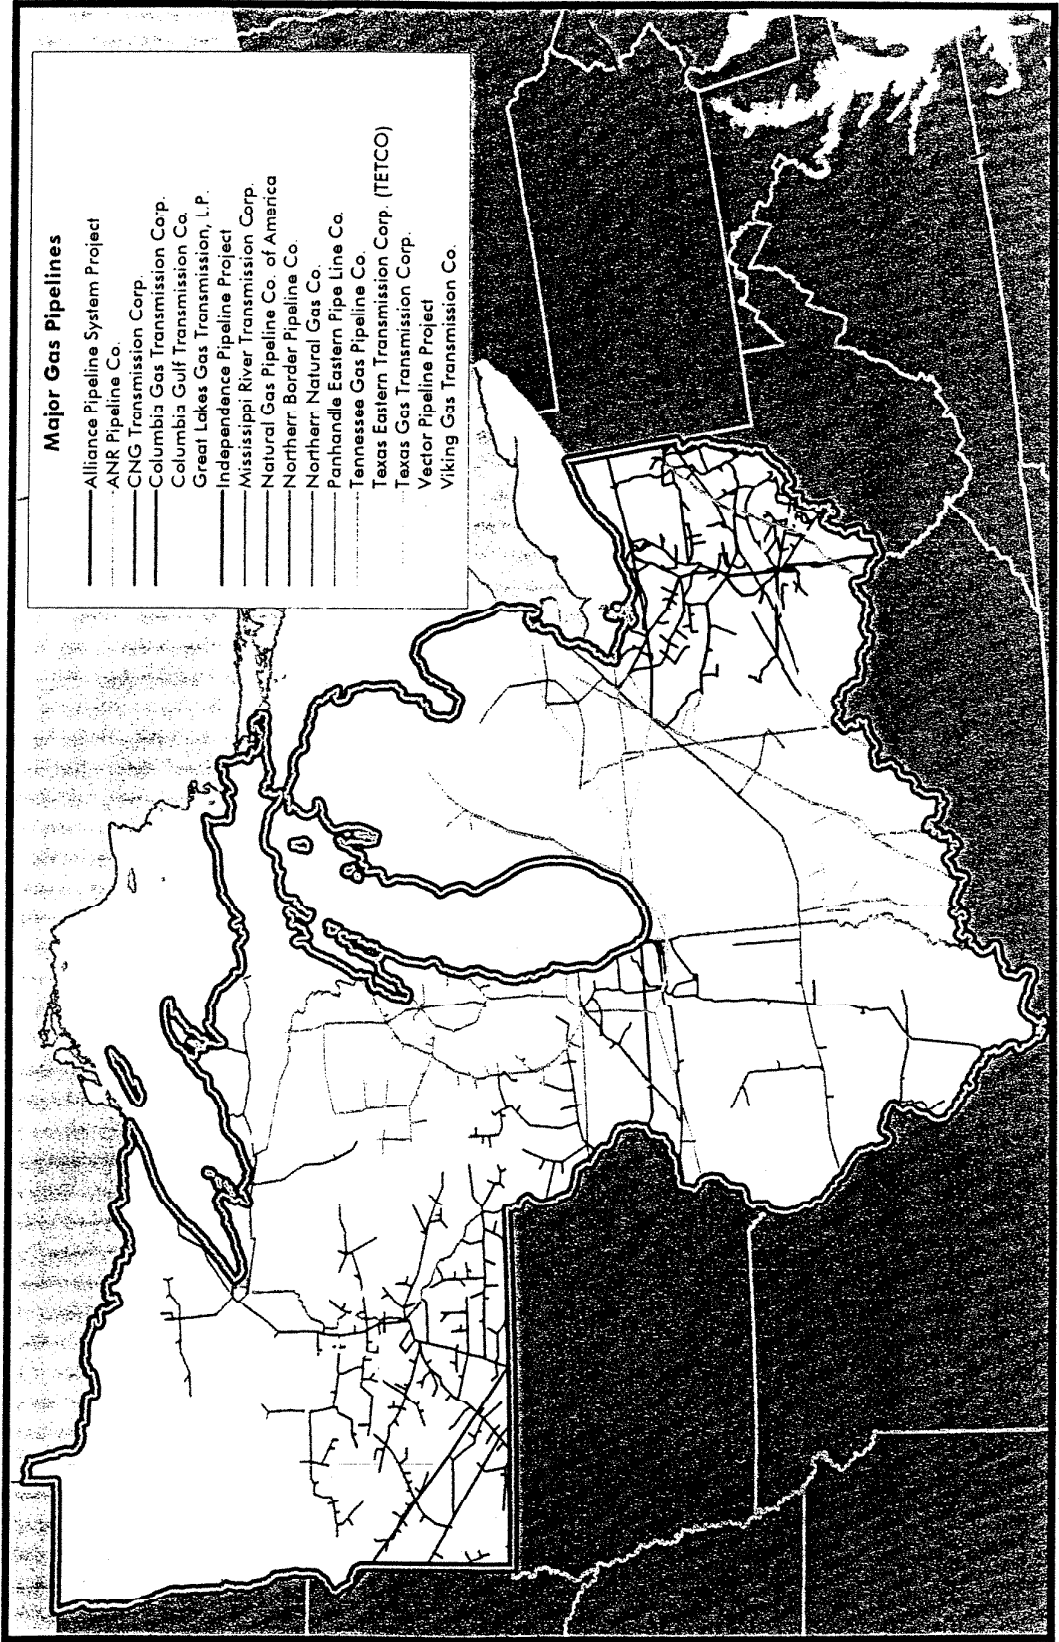 Major Gas Pipelines
Alliance Pipeline System Project
ANR Pipeline Co.
CNG Transmission Corp.
Columbia Gas Transmission Corp.
Columbia Gulf Transmission Co.
Great Lakes Gas Transmission, L.P.
Independence Pipeline Project
Mississippi River Transmission Corp.
Natural Gas Pipeline Co. of America
Northern Border Pipeline Co.
Northern Natural Gas Co.
Panhandle Eastern Pipe Line Co.
Tennessee Gas Pipeline Co.
Texas Eastern Transmission Corp. (TETCO)
Texas Gas Transmission Corp.
Vector Pipeline Project
Viking Gas Transmission Co.